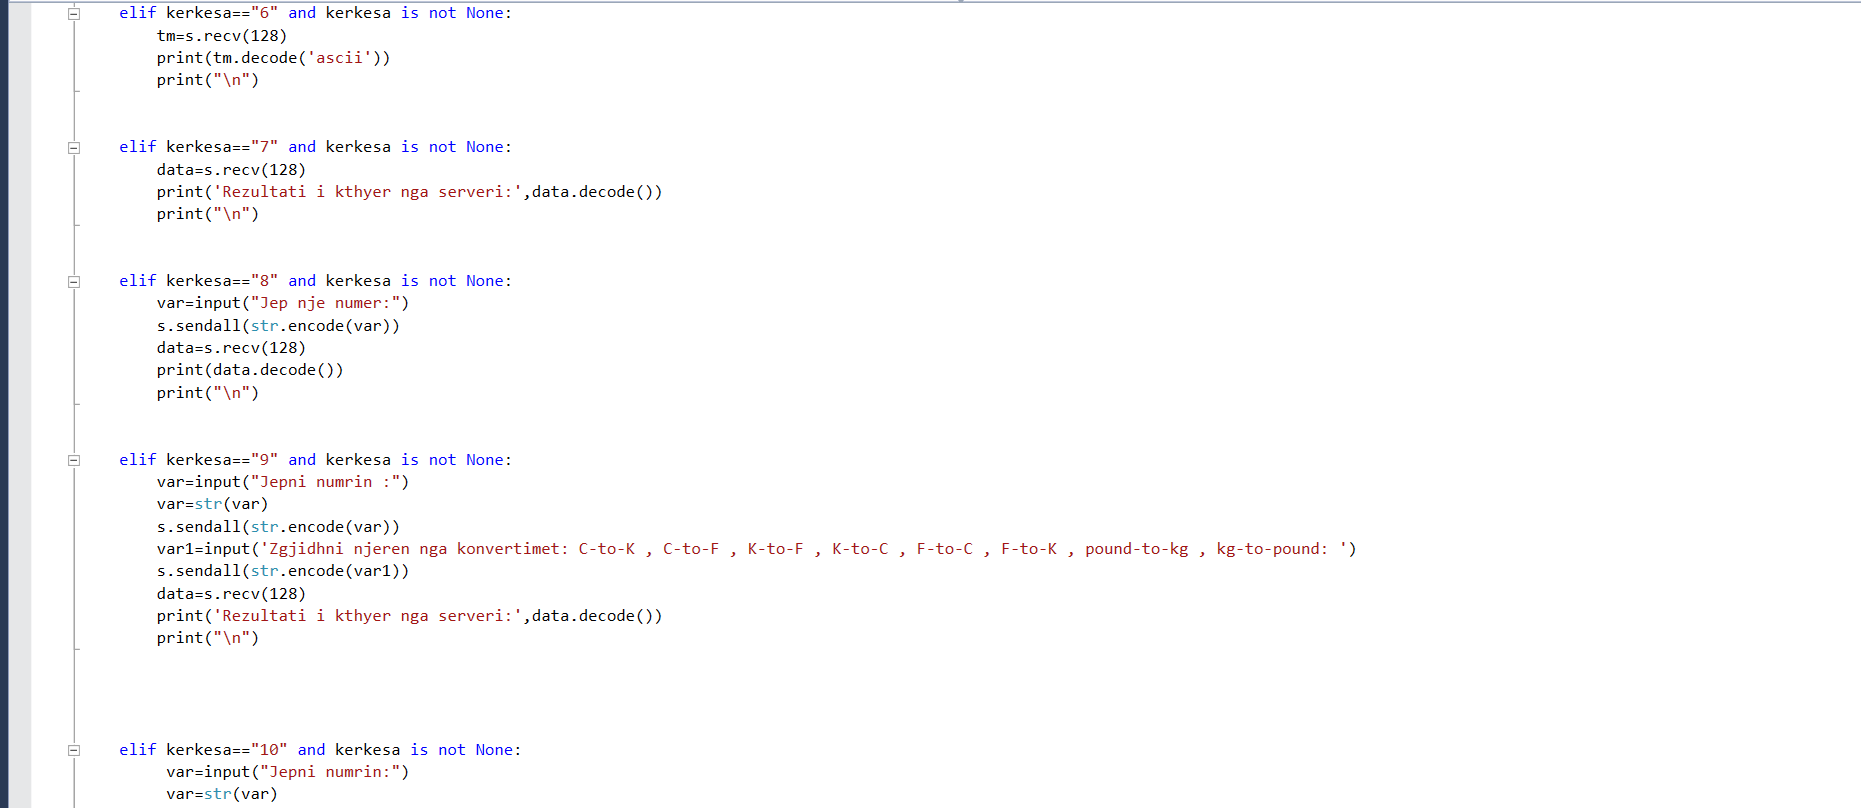 elif kerkesa=="6" and kerkesa is not None:
tm=s.recv(128)
print(tm.decode('ascii'))
print("\n")
elif kerkesa=="7" and kerkesa is not None:
data=s.recv(128)
print('Rezultati i kthyer nga serveri:',data.decode())
print("\n")
elif kerkesa=="8" and kerkesa is not None:
var=input("Jep nje numer:")
s.sendall(str.encode(var))
data=s.recv(128)
print(data.decode())
print("\n")
elif kerkesa=="9" and kerkesa is not None:
var=input("Jepni numrin :")
var=str(var)
s.sendall(str.encode(var))
var1=input('Zgjidhni njeren nga konvertimet: C-to-K , C-to-F , K-to-F , K-to-C , F-to-C , F-to-K , pound-to-kg , kg-to-pound: ')
s.sendall(str.encode(var1))
data=s.recv(128)
print('Rezultati i kthyer nga serveri:',data.decode())
print("\n")
elif kerkesa=="10" and kerkesa is not None:
var=input("Jepni numrin:")
var=str(var)